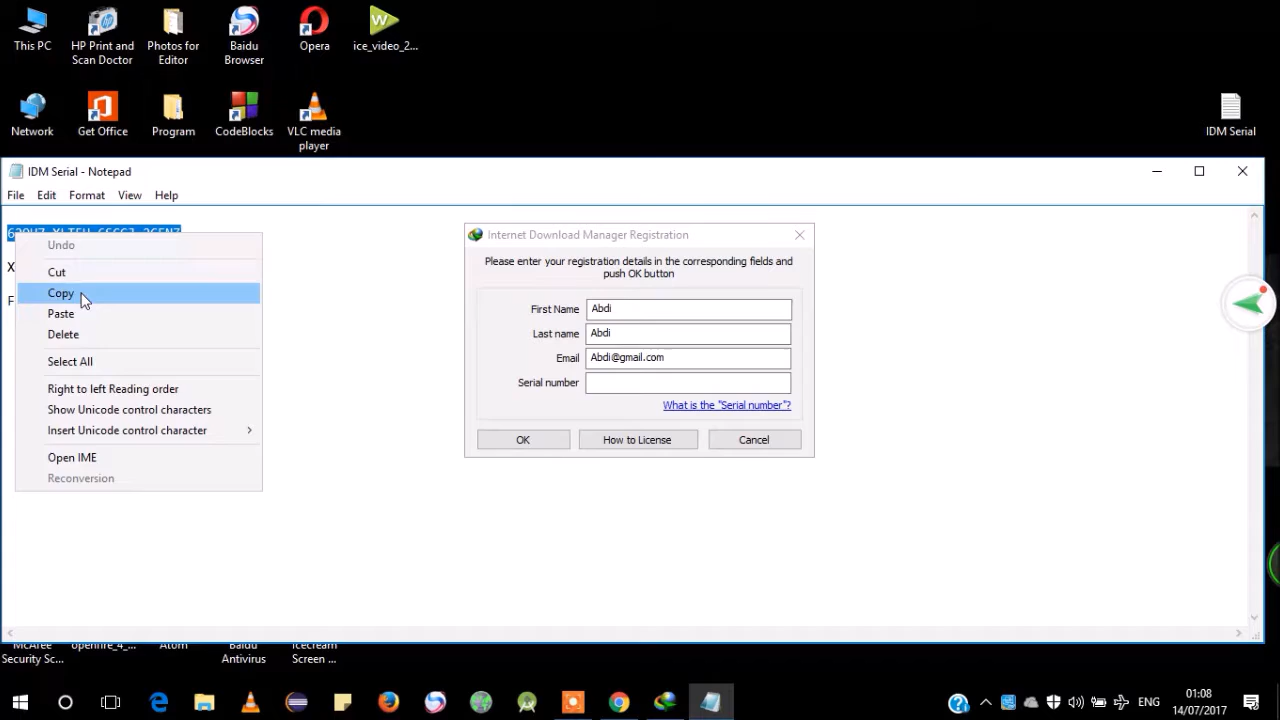 This PC
HP Print and
Scan Doctor
Photos for
Editor
Baidu
Browser
Opera
ice_video_2...
Network
Get Office
Program
CodeBlocks
VLC media
player
IDM Serial
IDM Serial - Notepad
File Edit Format View Help
X
F
Undo
Cut
Copy
Paste
Delete
Select All
Right to left Reading order
Show Unicode control characters
Insert Unicode control character
Open IME
Reconversion
Internet Download Manager Registration
Please enter your registration details in the corresponding fields and
push OK button
First Name Abdi
Last name Abdi
Email Abdi@gmail.com
Serial number
What is the "Serial number"?
OK How to License Cancel
McAfee
Security Sc...
openfire_4_...
Atom
Baidu
Antivirus
Icecream
Screen ...
ENG
01:08
14/07/2017